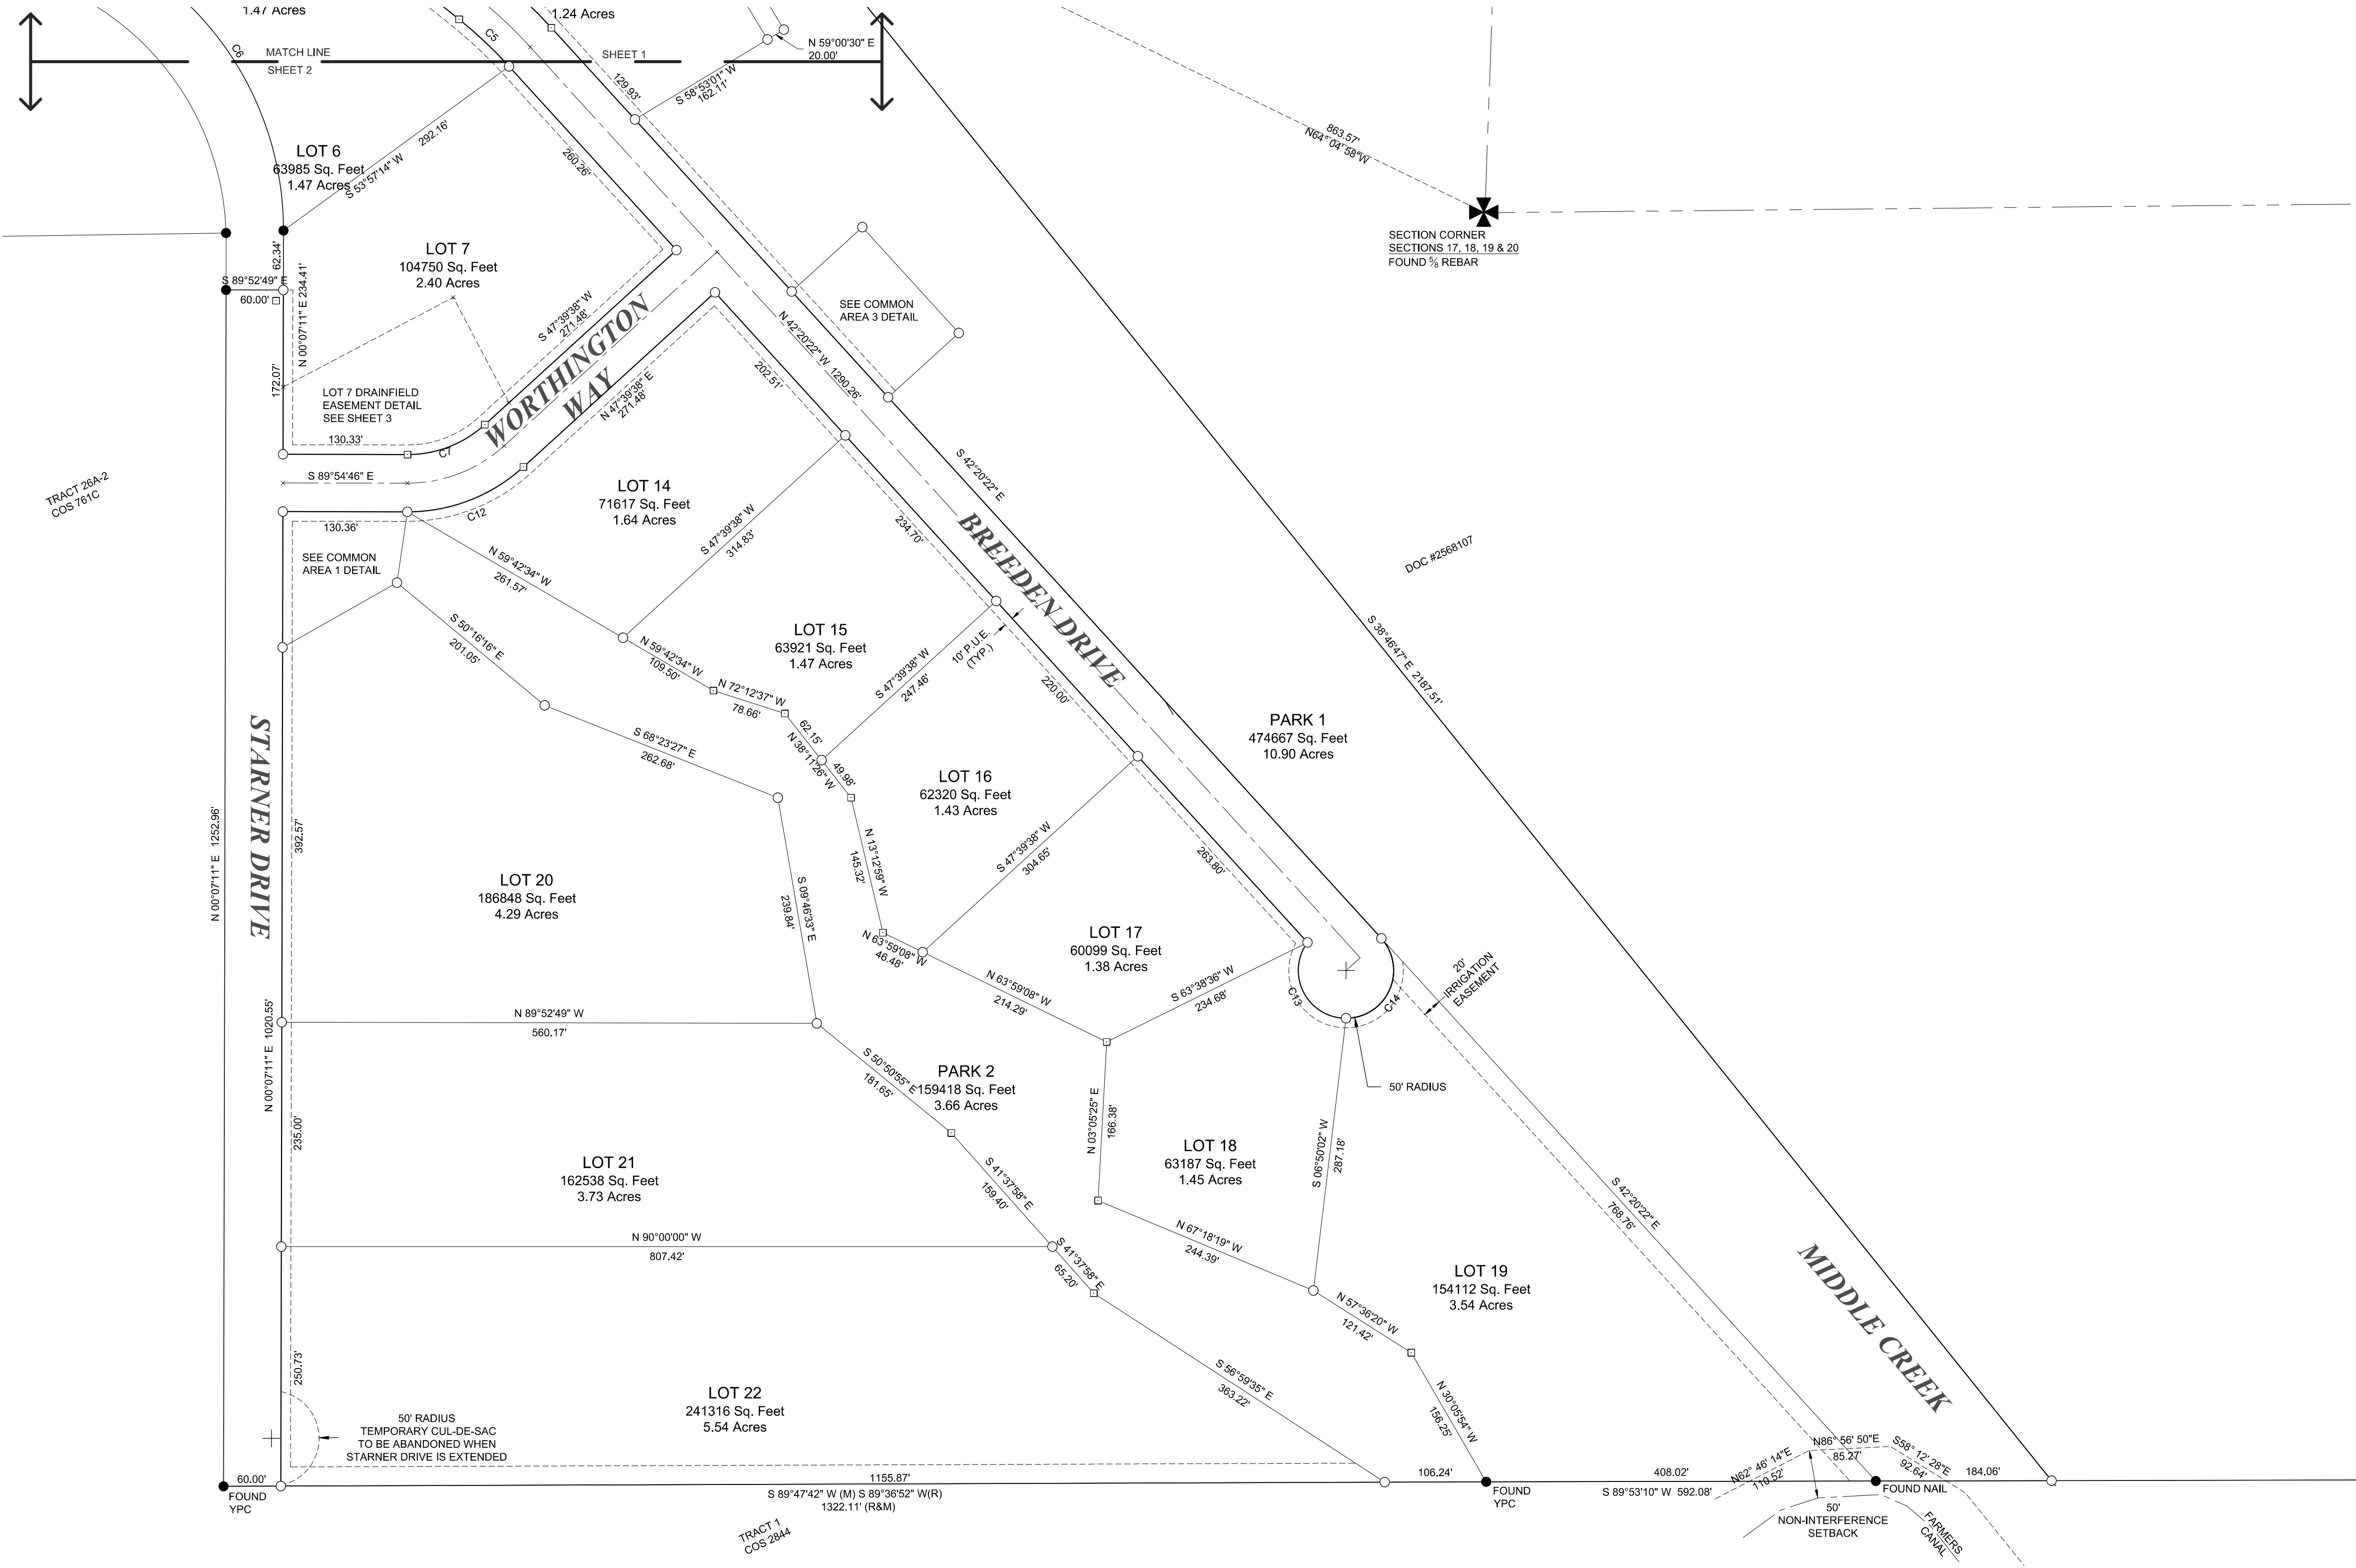 1.47 Acres
1.24 Acres
C6
C5
MATCH LINE
SHEET 2
SHEET 1
N 59°00'30" E
20.00'
129.93'
S 58°53'01" W
162.11'
863.57'
N64° 04' 58"W
LOT 6
63985 Sq. Feet
1.47 Acres
292.16'
S 53°57'14" W
260.26'
SECTION CORNER
SECTIONS 17, 18, 19 & 20
FOUND ⅝ REBAR
LOT 7
104750 Sq. Feet
2.40 Acres
62.34'
S 89°52'49" E
60.00'
N 00°07'11" E 234.41'
172.07'
S 47°39'38" W
271.48'
WORTHINGTON
WAY
N 47°39'38" E
271.48'
SEE COMMON
AREA 3 DETAIL
N 42°20'22" W 1290.26'
202.51'
LOT 7 DRAINFIELD
EASEMENT DETAIL
SEE SHEET 3
130.33'
C7
S 89°54'46" E
TRACT 26A-2
COS 761C
130.36'
C12
SEE COMMON
AREA 1 DETAIL
LOT 14
71617 Sq. Feet
1.64 Acres
S 47°39'38" W
314.83'
S 42°20'22" E
234.70'
BREEDEN DRIVE
DOC #2568107
N 59°42'34" W
261.57'
S 50°16'16" E
201.05'
LOT 15
63921 Sq. Feet
1.47 Acres
N 59°42'34" W
109.50'
N 72°12'37" W
78.66'
62.15'
N 38°11'26" W
49.98'
S 47°39'38" W
247.46'
10' P.U.E.
(TYP.)
220.00'
S 38°46'47" E 2187.51'
PARK 1
474667 Sq. Feet
10.90 Acres
S 68°23'27" E
262.68'
STARNER DRIVE
N 00°07'11" E 1252.96'
392.57'
LOT 16
62320 Sq. Feet
1.43 Acres
N 13°12'59" W
145.32'
S 47°39'38" W
304.65'
263.80'
LOT 20
186848 Sq. Feet
4.29 Acres
S 09°46'33" E
239.84'
N 63°59'08" W
46.48'
LOT 17
60099 Sq. Feet
1.38 Acres
N 63°59'08" W
214.29'
S 63°38'36" W
234.68'
C13
C14
20'
IRRIGATION
EASEMENT
N 89°52'49" W
560.17'
N 00°07'11" E 1020.55'
235.00'
S 50°50'55" E
181.65'
PARK 2
159418 Sq. Feet
3.66 Acres
50' RADIUS
N 03°05'25" E
166.38'
S 06°50'02" W
287.18'
LOT 18
63187 Sq. Feet
1.45 Acres
LOT 21
162538 Sq. Feet
3.73 Acres
S 41°37'58" E
159.40'
S 42°20'22" E
768.76'
N 90°00'00" W
807.42'
S 41°37'58" E
65.20'
N 67°18'19" W
244.39'
LOT 19
154112 Sq. Feet
3.54 Acres
MIDDLE CREEK
N 57°36'20" W
121.42'
250.73'
S 56°59'35" E
363.22'
N 30°05'54" W
156.25'
LOT 22
241316 Sq. Feet
5.54 Acres
50' RADIUS
TEMPORARY CUL-DE-SAC
TO BE ABANDONED WHEN
STARNER DRIVE IS EXTENDED
N62° 46' 14"E
110.52'
N86° 56' 50"E
85.27'
S58° 12' 28"E
92.64'
60.00'
1155.87'
106.24'
408.02'
184.06'
FOUND
YPC
S 89°47'42" W (M) S 89°36'52" W(R)
1322.11' (R&M)
FOUND
YPC
S 89°53'10" W 592.08'
FOUND NAIL
50'
NON-INTERFERENCE
SETBACK
FARMERS
CANAL
TRACT 1
COS 2844